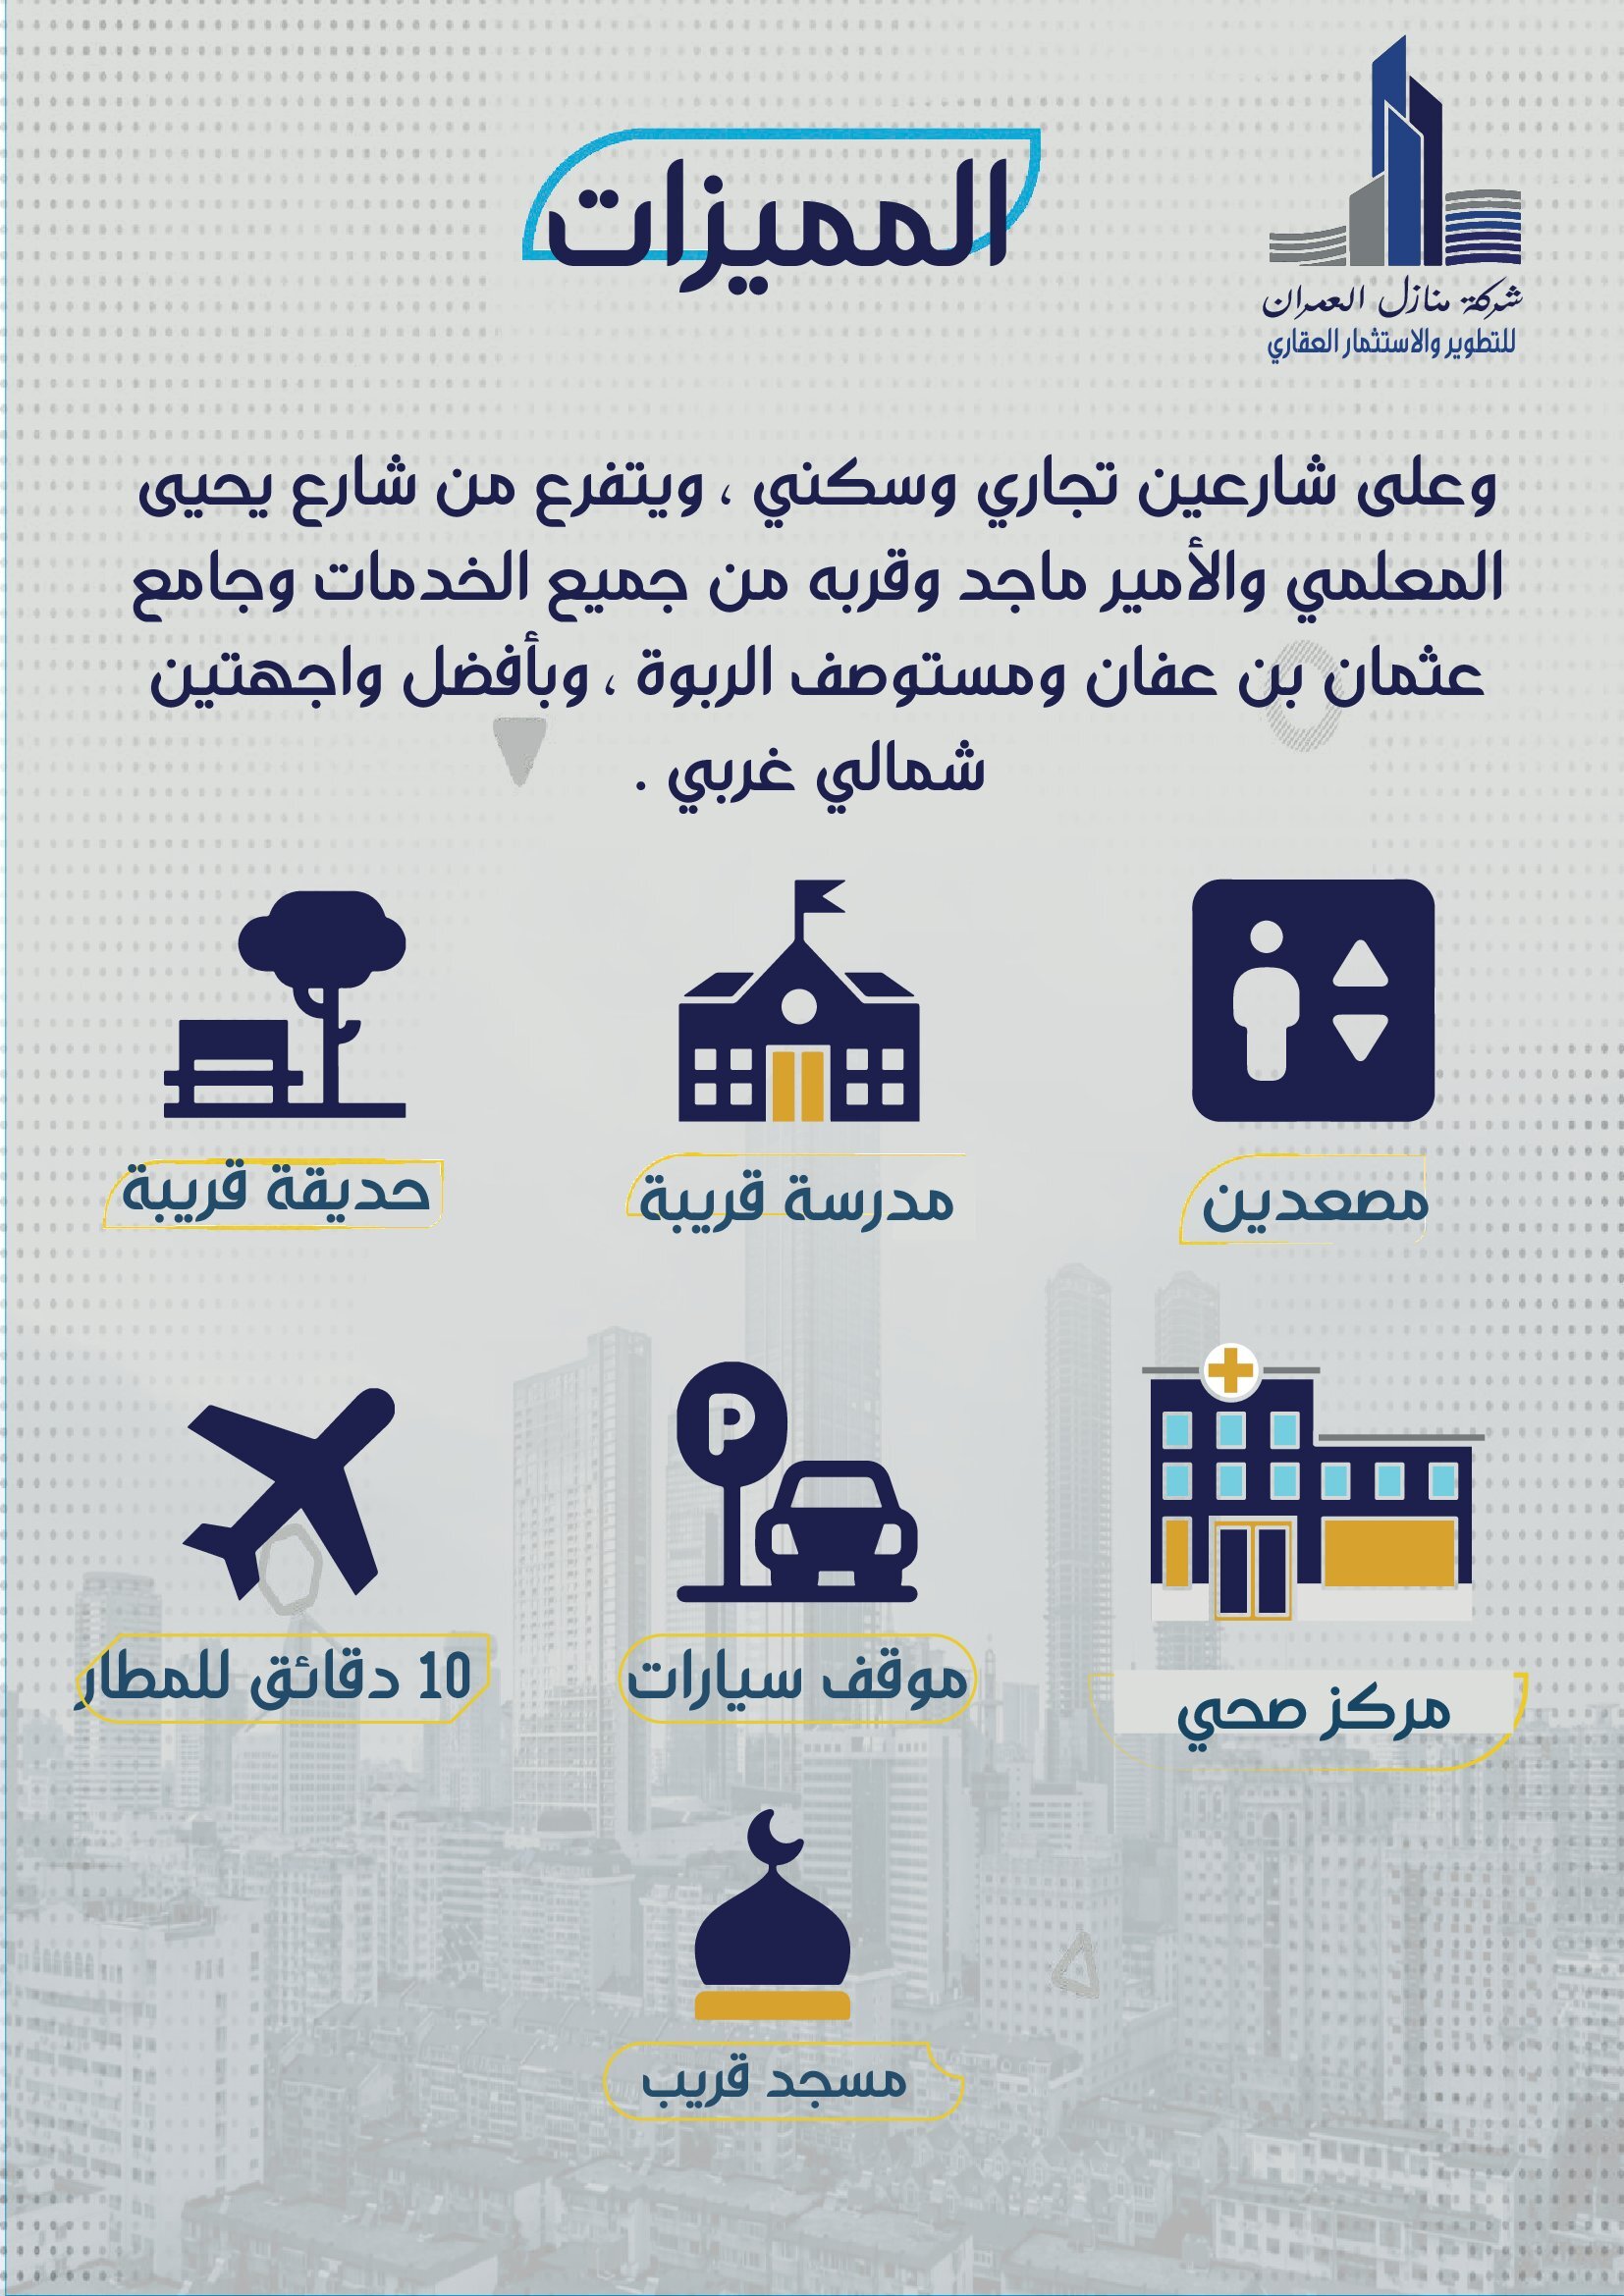 المميزات
شركة منازل العمران
للتطوير والاستثمار العقاري
وعلى شارعين تجاري وسكني ، ويتفرع من شارع يحيى
المعلمي والأمير ماجد وقربه من جميع الخدمات وجامع
عثمان بن عفان ومستوصف الربوة ، وبأفضل واجهتين
شمالي غربي .
مصعدين
مدرسة قريبة
حديقة قريبة
P
مركز صحي
موقف سيارات
10 دقائق للمطار
مسجد قريب